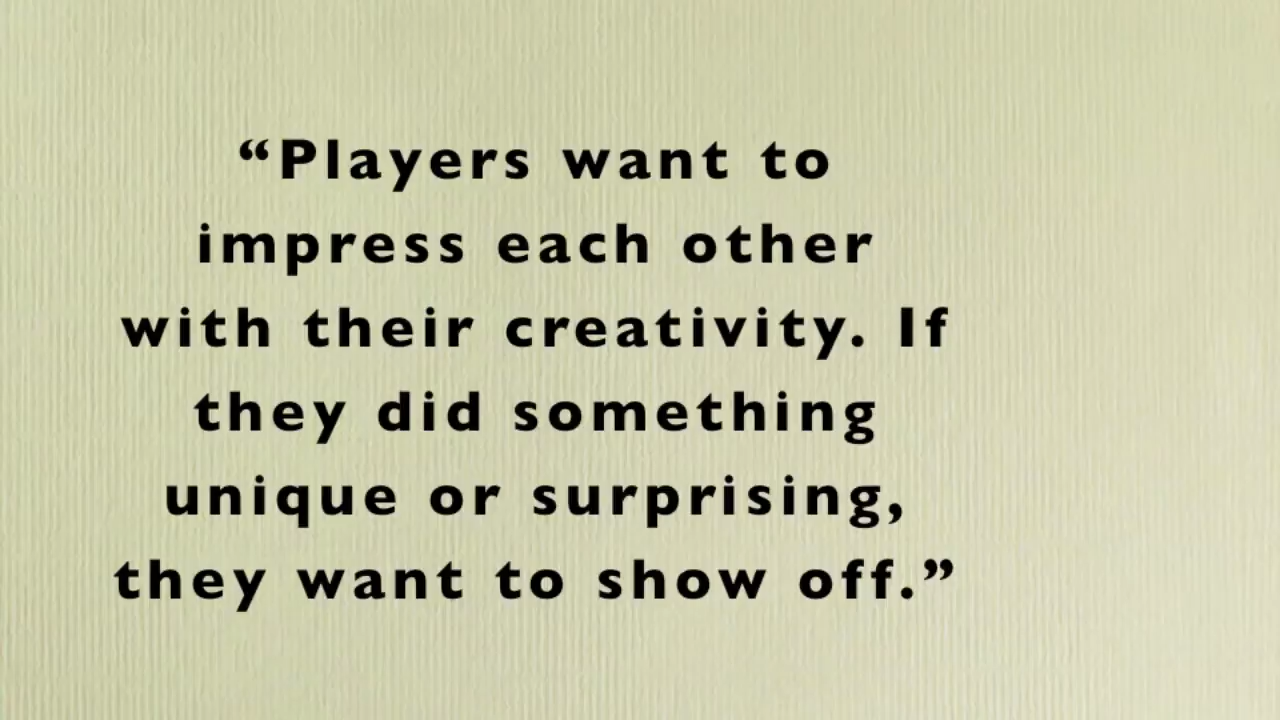 “Players want to
impress each other
with their creativity. If
they did something
unique or surprising,
they want to show off.”